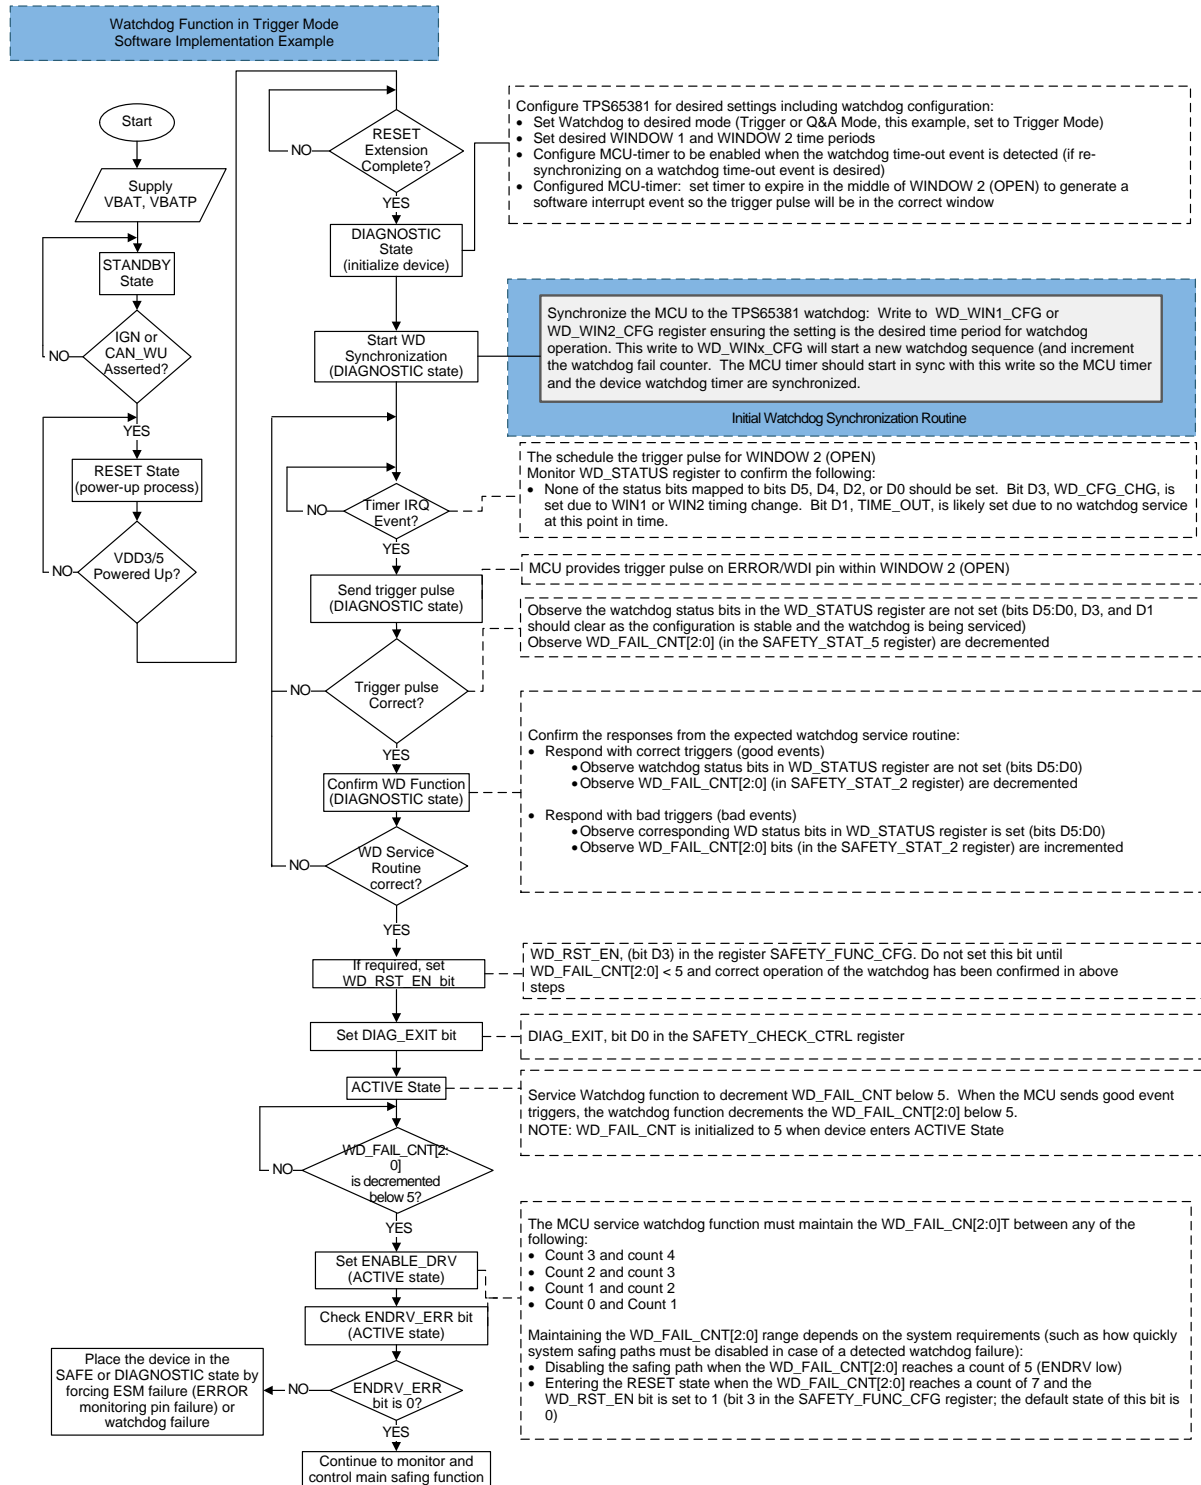 Watchdog Function in Trigger Mode
Software Implementation Example
Start
Supply
VBAT, VBATP
STANDBY
State
IGN or
CAN_WU
Asserted?
NO
YES
RESET State
(power-up process)
VDD3/5
Powered Up?
NO
RESET
Extension
Complete?
NO
YES
DIAGNOSTIC
State
(initialize device)
Configure TPS65381 for desired settings including watchdog configuration:
• Set Watchdog to desired mode (Trigger or Q&A Mode, this example, set to Trigger Mode)
• Set desired WINDOW 1 and WINDOW 2 time periods
• Configure MCU-timer to be enabled when the watchdog time-out event is detected (if re-
synchronizing on a watchdog time-out event is desired)
• Configured MCU-timer: set timer to expire in the middle of WINDOW 2 (OPEN) to generate a
software interrupt event so the trigger pulse will be in the correct window
Start WD
Synchronization
(DIAGNOSTIC state)
Synchronize the MCU to the TPS65381 watchdog: Write to WD_WIN1_CFG or
WD_WIN2_CFG register ensuring the setting is the desired time period for watchdog
operation. This write to WD_WINx_CFG will start a new watchdog sequence (and increment
the watchdog fail counter. The MCU timer should start in sync with this write so the MCU timer
and the device watchdog timer are synchronized.
Initial Watchdog Synchronization Routine
Timer IRQ
Event?
NO
YES
The schedule the trigger pulse for WINDOW 2 (OPEN)
Monitor WD_STATUS register to confirm the following:
• None of the status bits mapped to bits D5, D4, D2, or D0 should be set. Bit D3, WD_CFG_CHG, is
set due to WIN1 or WIN2 timing change. Bit D1, TIME_OUT, is likely set due to no watchdog service
at this point in time.
Send trigger pulse
(DIAGNOSTIC state)
MCU provides trigger pulse on ERROR/WDI pin within WINDOW 2 (OPEN)
Trigger pulse
Correct?
NO
YES
Observe the watchdog status bits in the WD_STATUS register are not set (bits D5:D0, D3, and D1
should clear as the configuration is stable and the watchdog is being serviced)
Observe WD_FAIL_CNT[2:0] (in the SAFETY_STAT_5 register) are decremented
Confirm WD Function
(DIAGNOSTIC state)
Confirm the responses from the expected watchdog service routine:
• Respond with correct triggers (good events)
• Observe watchdog status bits in WD_STATUS register are not set (bits D5:D0)
• Observe WD_FAIL_CNT[2:0] (in SAFETY_STAT_2 register) are decremented
• Respond with bad triggers (bad events)
• Observe corresponding WD status bits in WD_STATUS register is set (bits D5:D0)
• Observe WD_FAIL_CNT[2:0] bits (in the SAFETY_STAT_2 register) are incremented
WD Service
Routine
correct?
NO
YES
If required, set
WD_RST_EN bit
WD_RST_EN, (bit D3) in the register SAFETY_FUNC_CFG. Do not set this bit until
WD_FAIL_CNT[2:0] < 5 and correct operation of the watchdog has been confirmed in above
steps
Set DIAG_EXIT bit
DIAG_EXIT, bit D0 in the SAFETY_CHECK_CTRL register
ACTIVE State
Service Watchdog function to decrement WD_FAIL_CNT below 5. When the MCU sends good event
triggers, the watchdog function decrements the WD_FAIL_CNT[2:0] below 5.
NOTE: WD_FAIL_CNT is initialized to 5 when device enters ACTIVE State
WD_FAIL_CNT[2:
0]
is decremented
below 5?
NO
YES
Set ENABLE_DRV
(ACTIVE state)
Check ENDRV_ERR bit
(ACTIVE state)
The MCU service watchdog function must maintain the WD_FAIL_CN[2:0]T between any of the
following:
• Count 3 and count 4
• Count 2 and count 3
• Count 1 and count 2
• Count 0 and Count 1
Maintaining the WD_FAIL_CNT[2:0] range depends on the system requirements (such as how quickly
system safing paths must be disabled in case of a detected watchdog failure):
• Disabling the safing path when the WD_FAIL_CNT[2:0] reaches a count of 5 (ENDRV low)
• Entering the RESET state when the WD_FAIL_CNT[2:0] reaches a count of 7 and the
WD_RST_EN bit is set to 1 (bit 3 in the SAFETY_FUNC_CFG register; the default state of this bit is
0)
ENDRV_ERR
bit is 0?
NO
Place the device in the
SAFE or DIAGNOSTIC state by
forcing ESM failure (ERROR
monitoring pin failure) or
watchdog failure
YES
Continue to monitor and
control main safing function